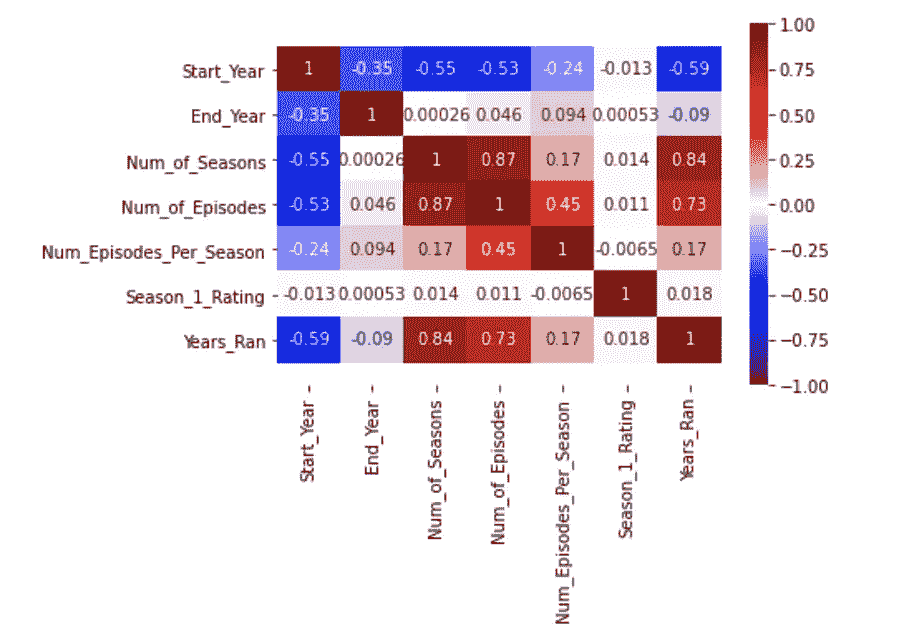 1.00
Start_Year 1 -0.35 -0.55 -0.53 -0.24 -0.013 -0.59
0.75
End_Year -0.35 1 0.00026 0.046 0.094 0.00053 -0.09
0.50
Num_of_Seasons -0.55 0.00026 1 0.87 0.17 0.014 0.84
0.25
Num_of_Episodes -0.53 0.046 0.87 1 0.45 0.011 0.73
0.00
Num_Episodes_Per_Season -0.24 0.094 0.17 0.45 1 -0.0065 0.17
−0.25
Season_1_Rating -0.013 0.00053 0.014 0.011 -0.0065 1 0.018
−0.50
Years_Ran -0.59 -0.09 0.84 0.73 0.17 0.018 1
−0.75
−1.00
Start_Year
End_Year
Num_of_Seasons
Num_of_Episodes
Num_Episodes_Per_Season
Season_1_Rating
Years_Ran